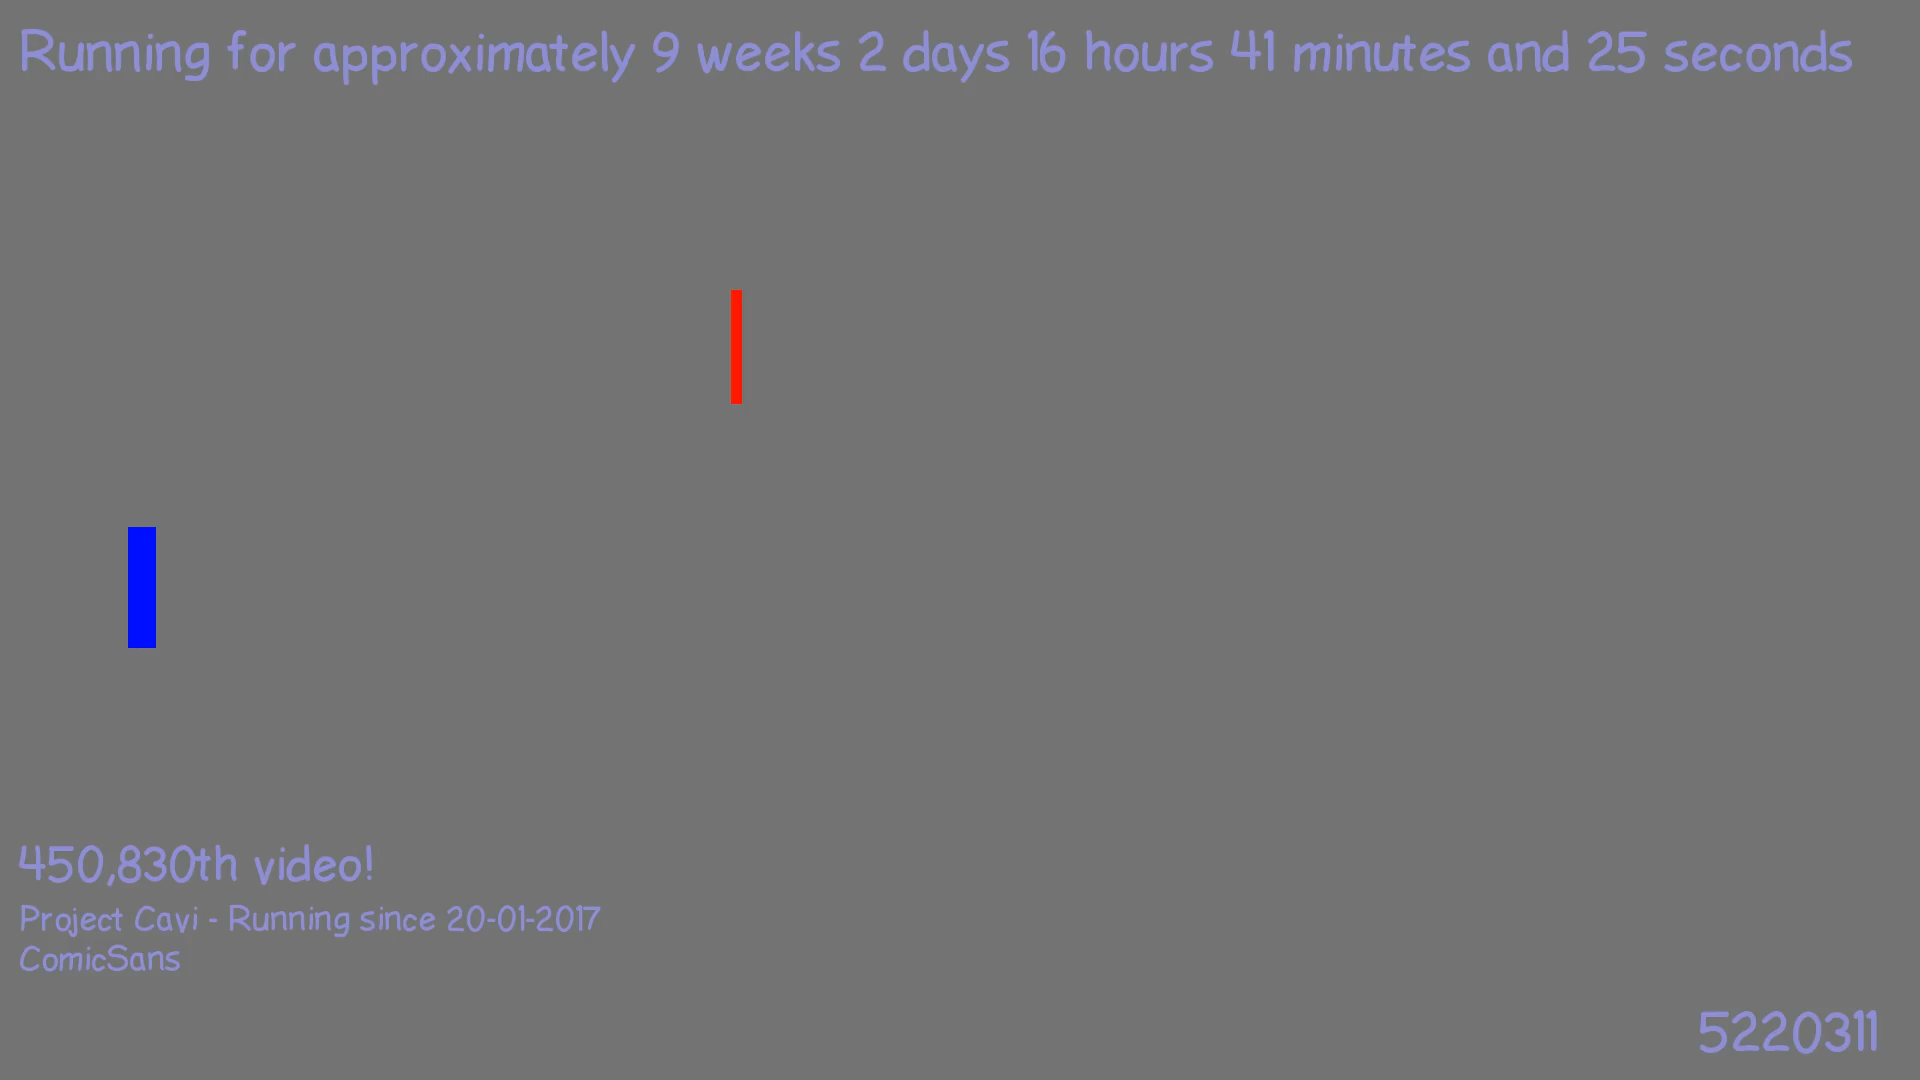 Running for approximately 9 weeks 2 days 16 hours 41 minutes and 25 seconds
450,830th video!
Project Cavi - Running since 20-01-2017
ComicSans
5220311